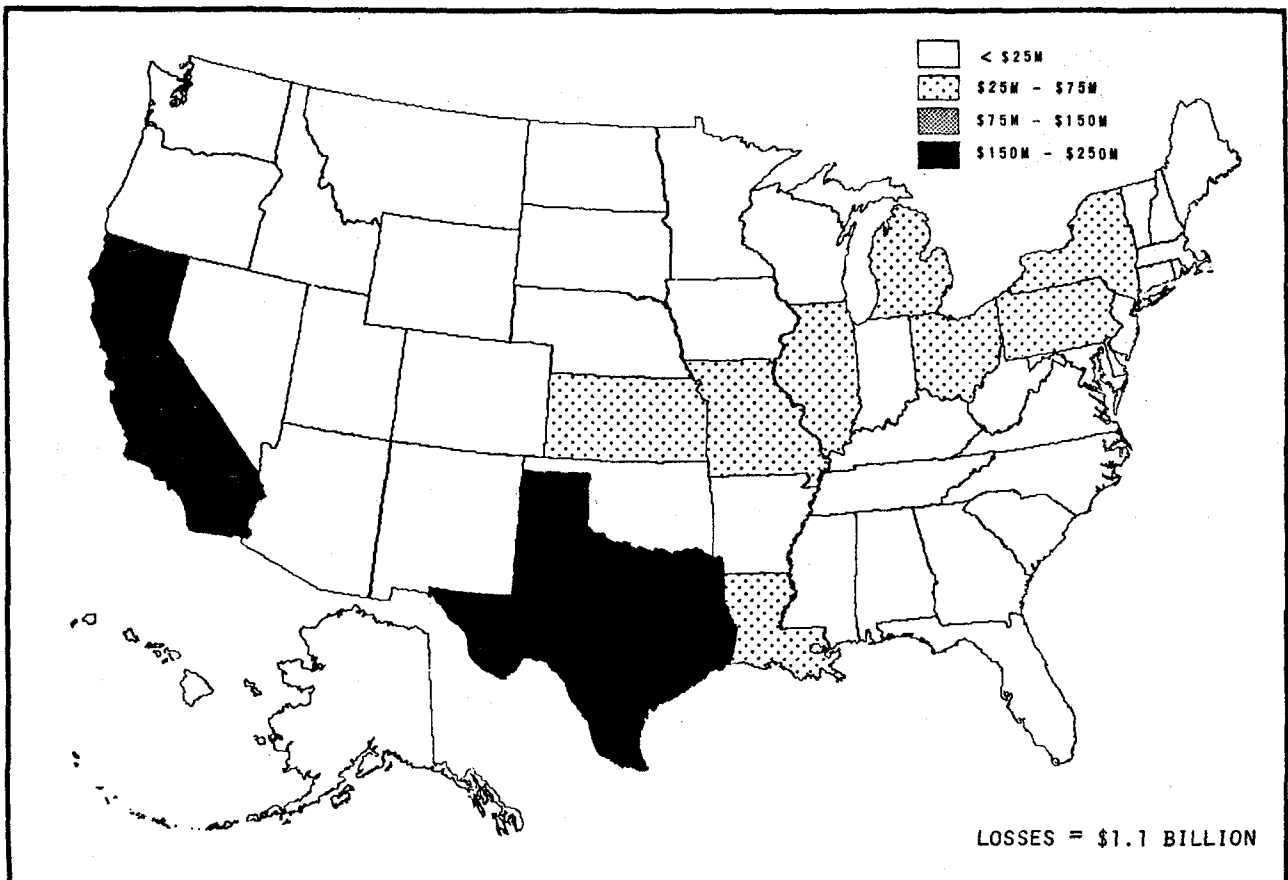 < $25M
$25M - $75M
$75M - $150M
$150M - $250M
LOSSES = $1.1 BILLION